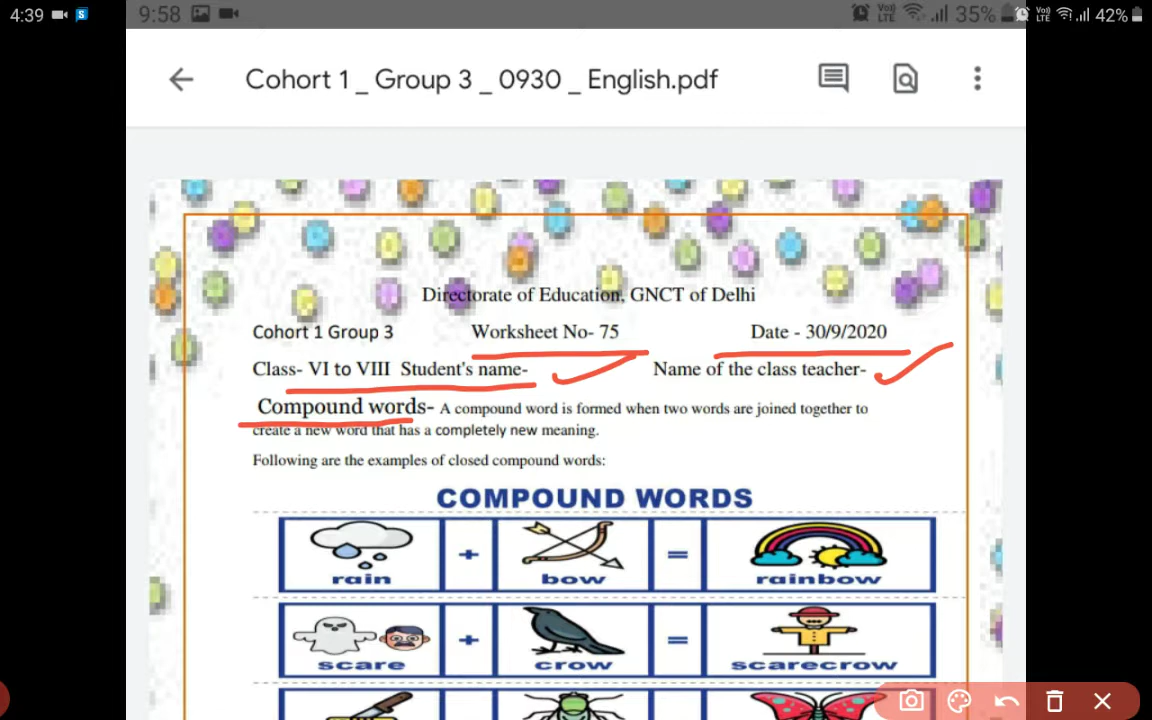 4:39
9:58
VoLTE 35%
VoLTE 42%
Cohort 1 _ Group 3 _ 0930 _ English.pdf
Directorate of Education, GNCT of Delhi
Cohort 1 Group 3 Worksheet No- 75 Date - 30/9/2020
Class- VI to VIII Student's name- Name of the class teacher-
Compound words- A compound word is formed when two words are joined together to
create a new word that has a completely new meaning.
Following are the examples of closed compound words:
COMPOUND WORDS
rain + bow = rainbow
scare + crow = scarecrow